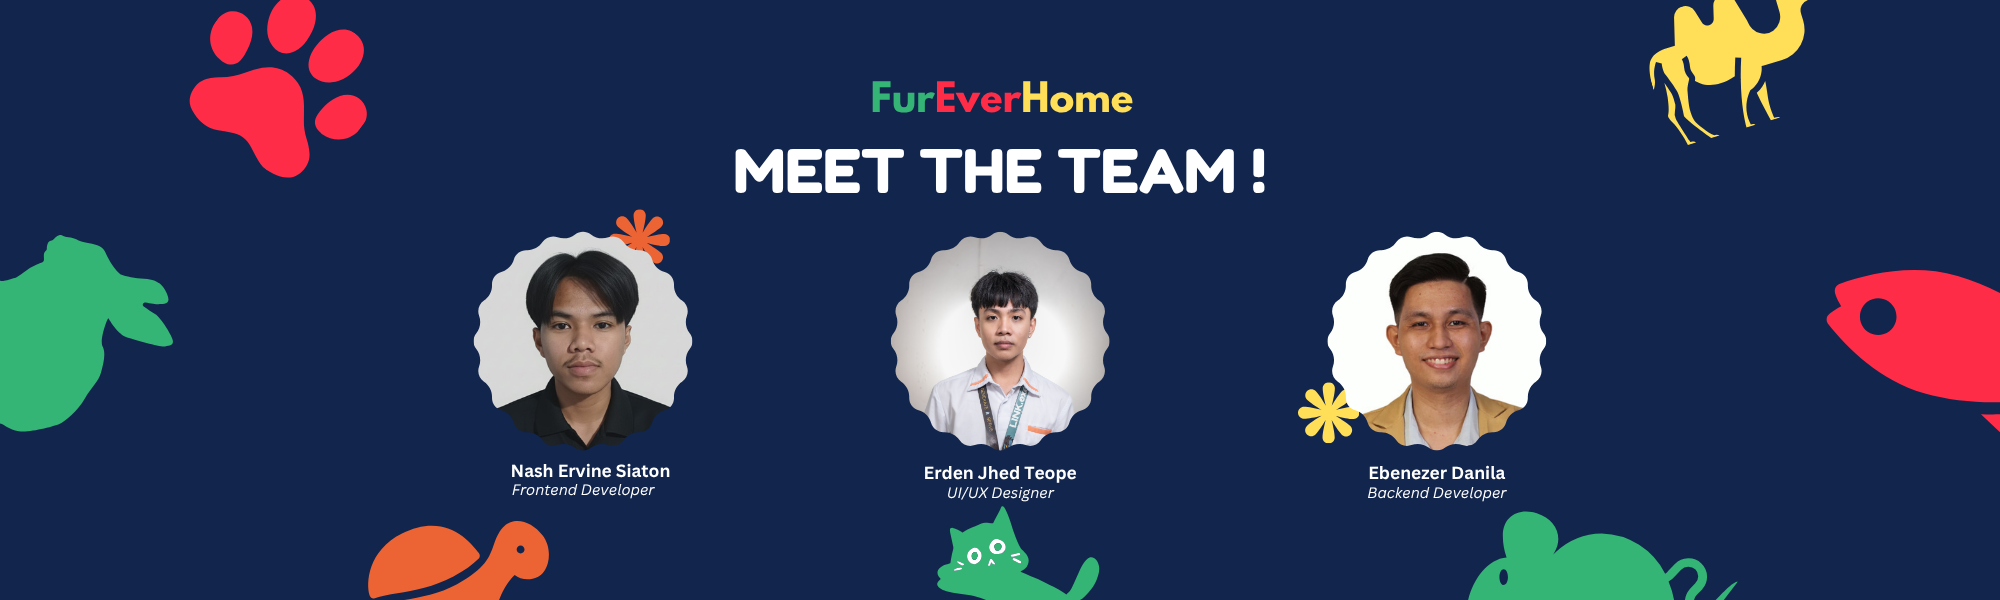 FurEverHome
MEET THE TEAM !
LINK.
Nash Ervine Siaton
Frontend Developer
Erden Jhed Teope
UI/UX Designer
Ebenezer Danila
Backend Developer